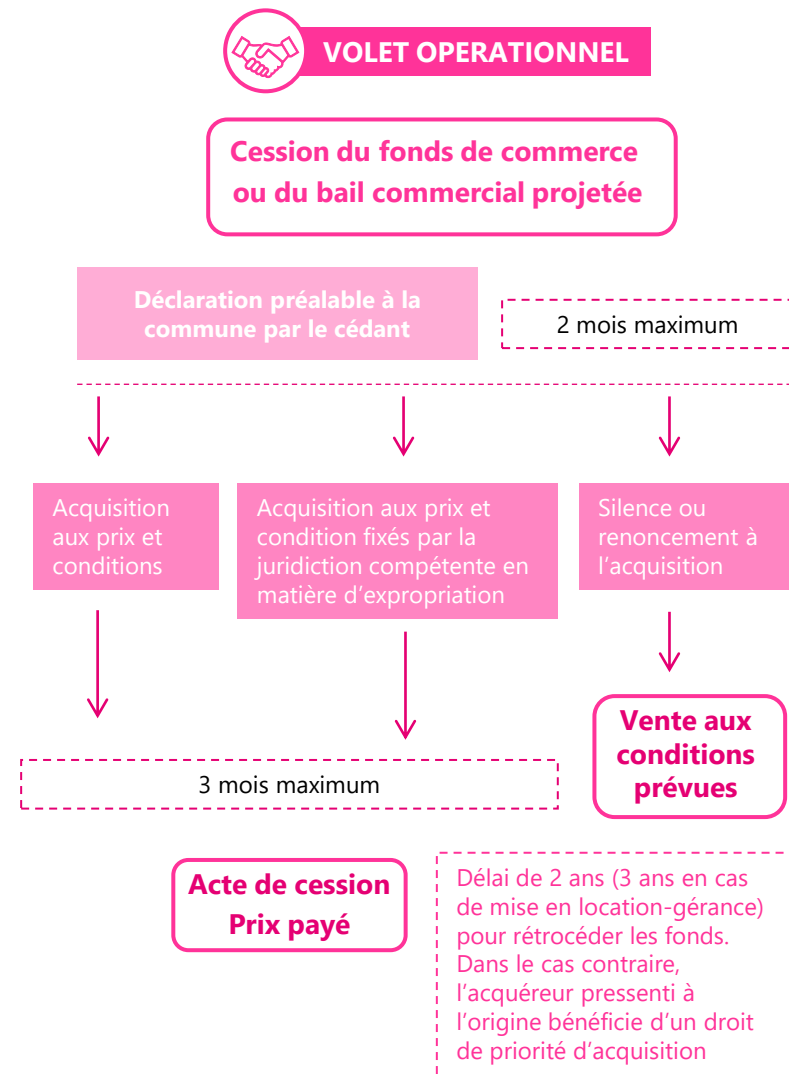 VOLET OPERATIONNEL
Cession du fonds de commerce
ou du bail commercial projetée
Déclaration préalable à la
commune par le cédant
2 mois maximum
Acquisition
aux prix et
conditions
Acquisition aux prix et
condition fixés par la
juridiction compétente en
matière d’expropriation
Silence ou
renoncement à
l’acquisition
Vente aux
conditions
prévues
3 mois maximum
Acte de cession
Prix payé
Délai de 2 ans (3 ans en cas
de mise en location-gérance)
pour rétrocéder les fonds.
Dans le cas contraire,
l’acquéreur pressenti à
l’origine bénéficie d’un droit
de priorité d’acquisition